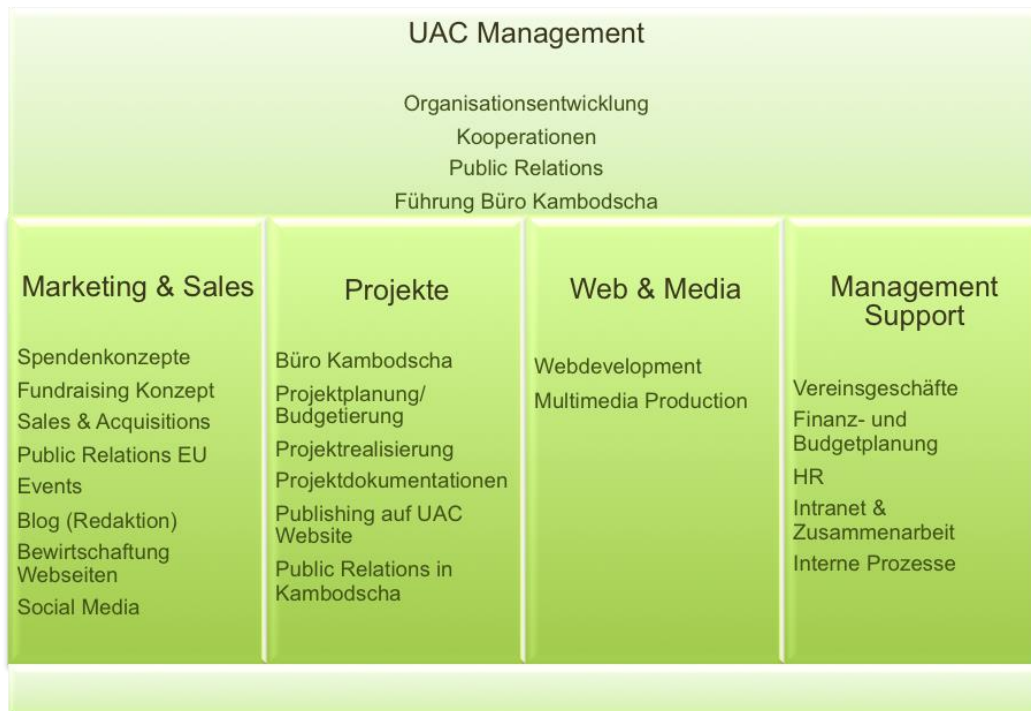 UAC Management
Organisationsentwicklung
Kooperationen
Public Relations
Führung Büro Kambodscha
Marketing & Sales
Spendenkonzepte
Fundraising Konzept
Sales & Acquisitions
Public Relations EU
Events
Blog (Redaktion)
Bewirtschaftung
Webseiten
Social Media
Projekte
Büro Kambodscha
Projektplanung/
Budgetierung
Projektrealisierung
Projektdokumentationen
Publishing auf UAC
Website
Public Relations in
Kambodscha
Web & Media
Webdevelopment
Multimedia Production
Management
Support
Vereinsgeschäfte
Finanz- und
Budgetplanung
HR
Intranet &
Zusammenarbeit
Interne Prozesse